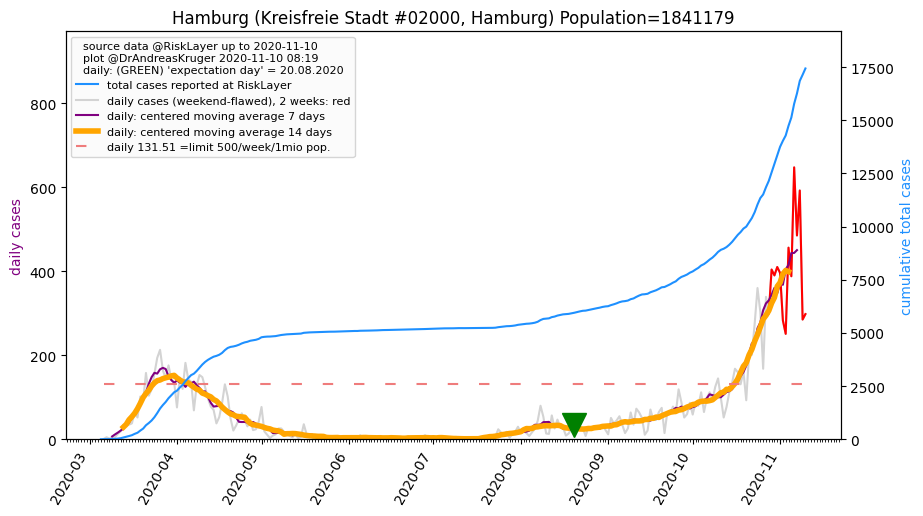 Hamburg (Kreisfreie Stadt #02000, Hamburg) Population=1841179
source data @RiskLayer up to 2020-11-10
plot @DrAndreasKruger 2020-11-10 08:19
daily: (GREEN) 'expectation day' = 20.08.2020
total cases reported at RiskLayer
daily cases (weekend-flawed), 2 weeks: red
daily: centered moving average 7 days
daily: centered moving average 14 days
daily 131.51 =limit 500/week/1mio pop.
daily cases
800
600
400
200
0
cumulative total cases
17500
15000
12500
10000
7500
5000
2500
0
2020-03
2020-04
2020-05
2020-06
2020-07
2020-08
2020-09
2020-10
2020-11